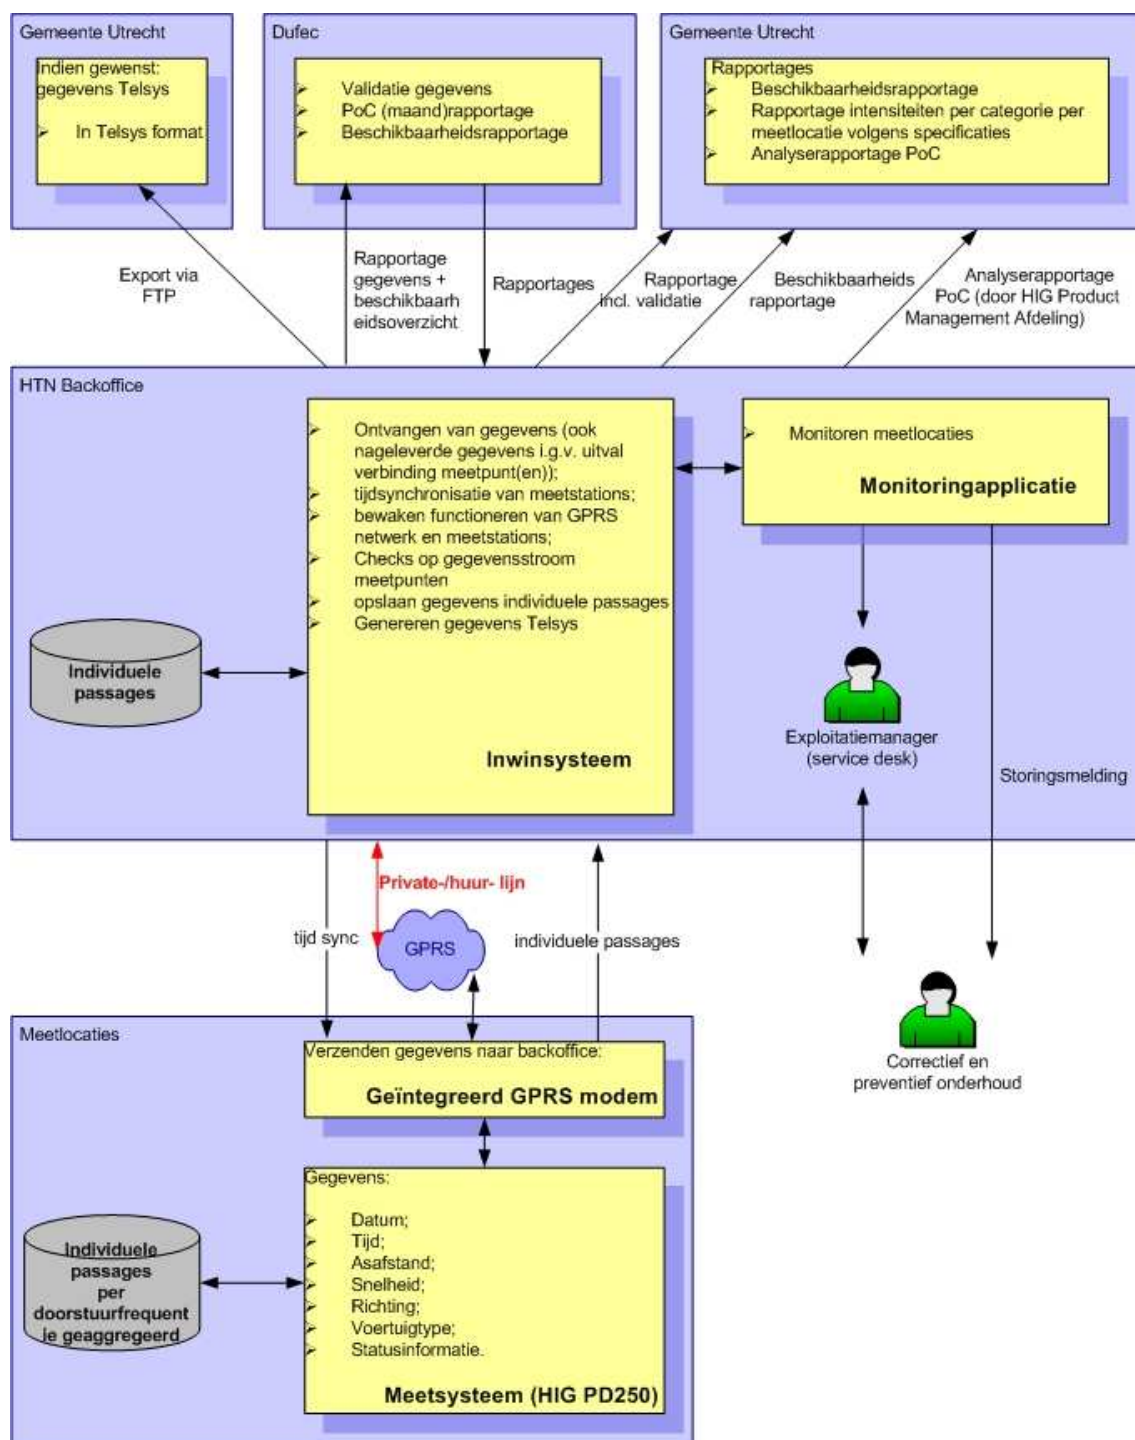 Gemeente Utrecht
Indien gewenst:
gegevens Telsys
In Telsys format
Dufec
Validatie gegevens
PoC (maand)rapportage
Beschikbaarheidsrapportage
Gemeente Utrecht
Rapportages
Beschikbaarheidsrapportage
Rapportage intensiteiten per categorie per
meetlocatie volgens specificaties
Analyserapportage PoC
Export via
FTP
Rapportage
gegevens +
beschikbaarh
eidsoverzicht
Rapportages
Rapportage
incl. validatie
Beschikbaarheids
rapportage
Analyserapportage
PoC (door HIG Product
Management Afdeling)
HTN Backoffice
Ontvangen van gegevens (ook
nageleverde gegevens i.g.v. uitval
verbinding meetpunt(en));
tijdsynchronisatie van meetstations;
bewaken functioneren van GPRS
netwerk en meetstations;
Checks op gegevensstroom
meetpunten
opslaan gegevens individuele passages
Genereren gegevens Telsys
Inwinsysteem
Monitoren meetlocaties
Monitoringapplicatie
Individuele
passages
Exploitatiemanager
(service desk)
Storingsmelding
Private-/huur- lijn
tijd sync
GPRS
individuele passages
Correctief en
preventief onderhoud
Meetlocaties
Verzenden gegevens naar backoffice:
Geïntegreerd GPRS modem
Gegevens:
Datum;
Tijd;
Asafstand;
Snelheid;
Richting;
Voertuigtype;
Statusinformatie.
Meetsysteem (HIG PD250)
Individuele
passages
per
doorstuurfrequent
ie geaggregeerd